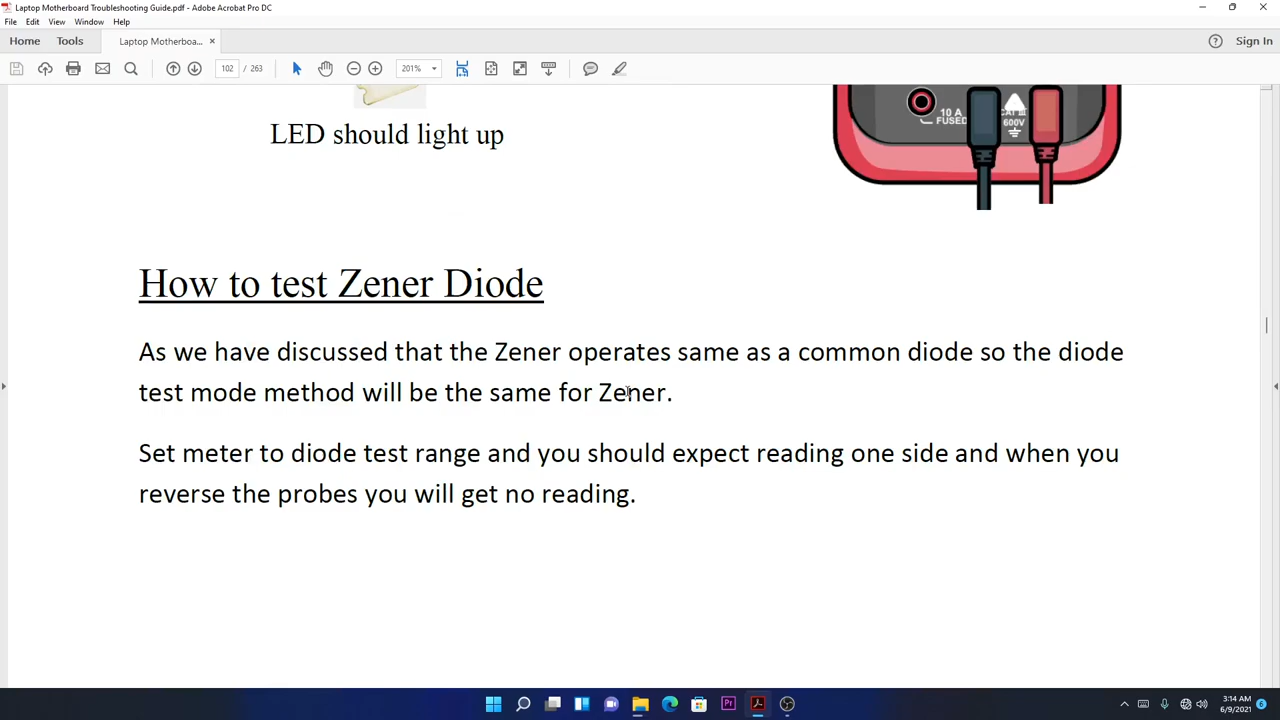 Laptop Motherboard Troubleshooting Guide.pdf - Adobe Acrobat Pro DC
File Edit View Window Help
Home Tools Laptop Motherboa... × Sign In
102 / 263 201%
10 A
FUSED
CAT III
600V
LED should light up
How to test Zener Diode
As we have discussed that the Zener operates same as a common diode so the diode
test mode method will be the same for Zener.
Set meter to diode test range and you should expect reading one side and when you
reverse the probes you will get no reading.
3:14 AM
6/9/2021
6